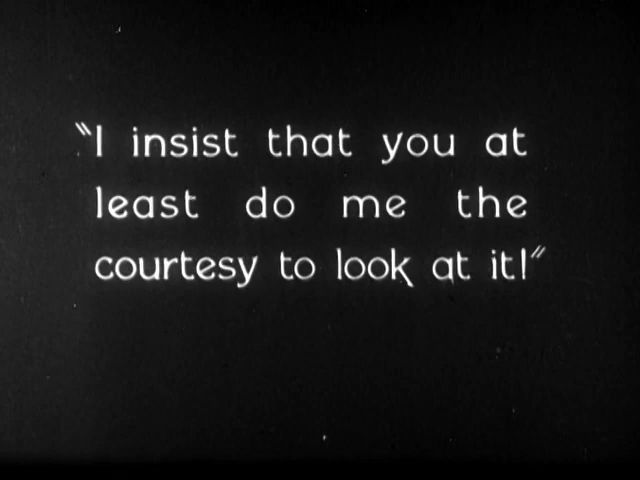 "I insist that you at
least do me the
courtesy to look at it!"